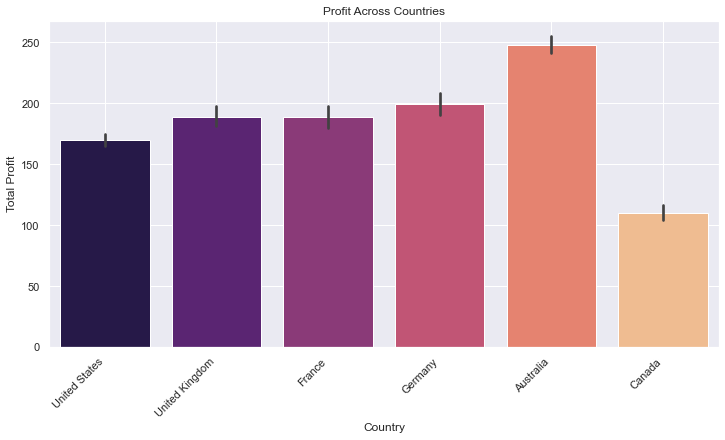 Profit Across Countries
Total Profit
250
200
150
100
50
0
United States
United Kingdom
France
Germany
Australia
Canada
Country